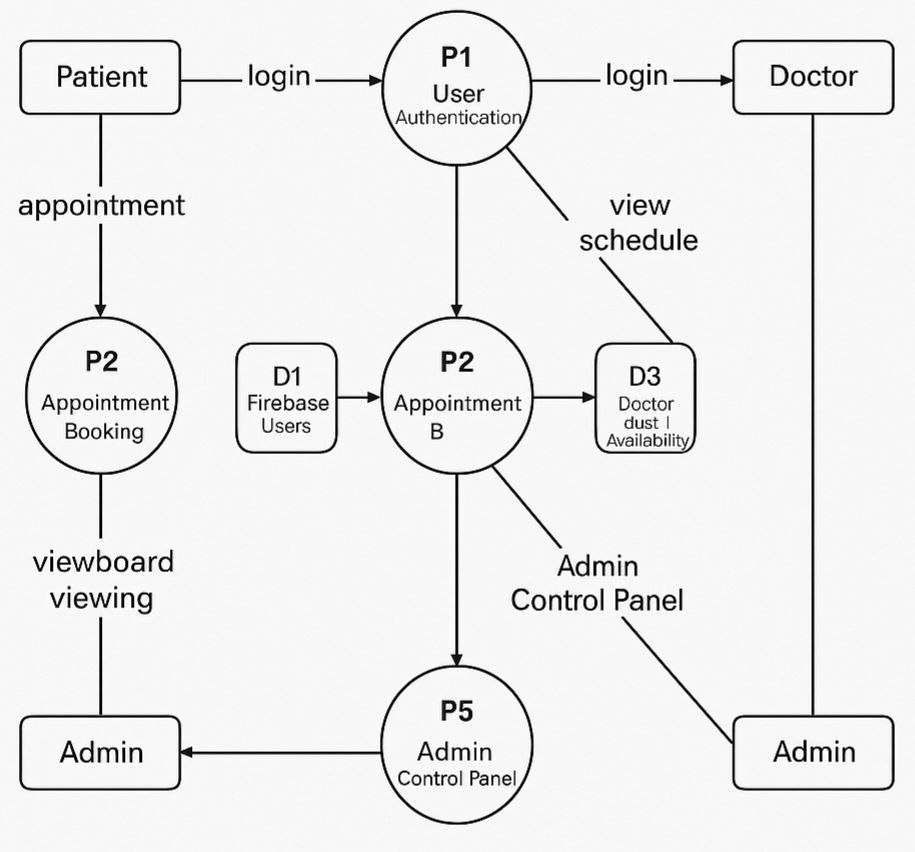 Patient
login
P1
User
Authentication
login
Doctor
appointment
view
schedule
P2
Appointment
Booking
D1
Firebase
Users
P2
Appointment
B
D3
Doctor
dust |
Availability
viewboard
viewing
Admin
Control Panel
Admin
P5
Admin
Control Panel
Admin